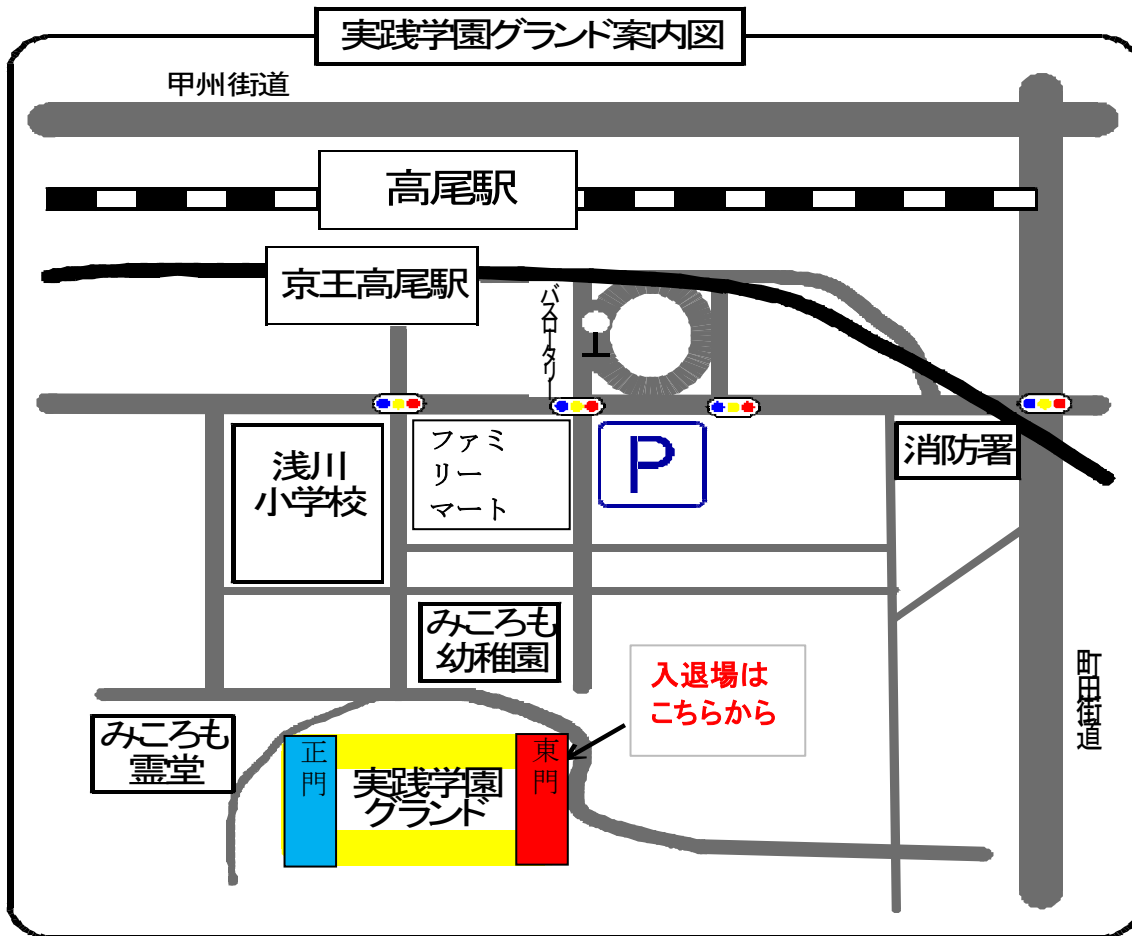 実践学園グランド案内図
甲州街道
高尾駅
京王高尾駅
バスロータリー
浅川
小学校
ファミ
リー
マート
P
消防署
みころも
幼稚園
入退場は
こちらから
町田街道
みころも
霊堂
正門
実践学園
グランド
東門